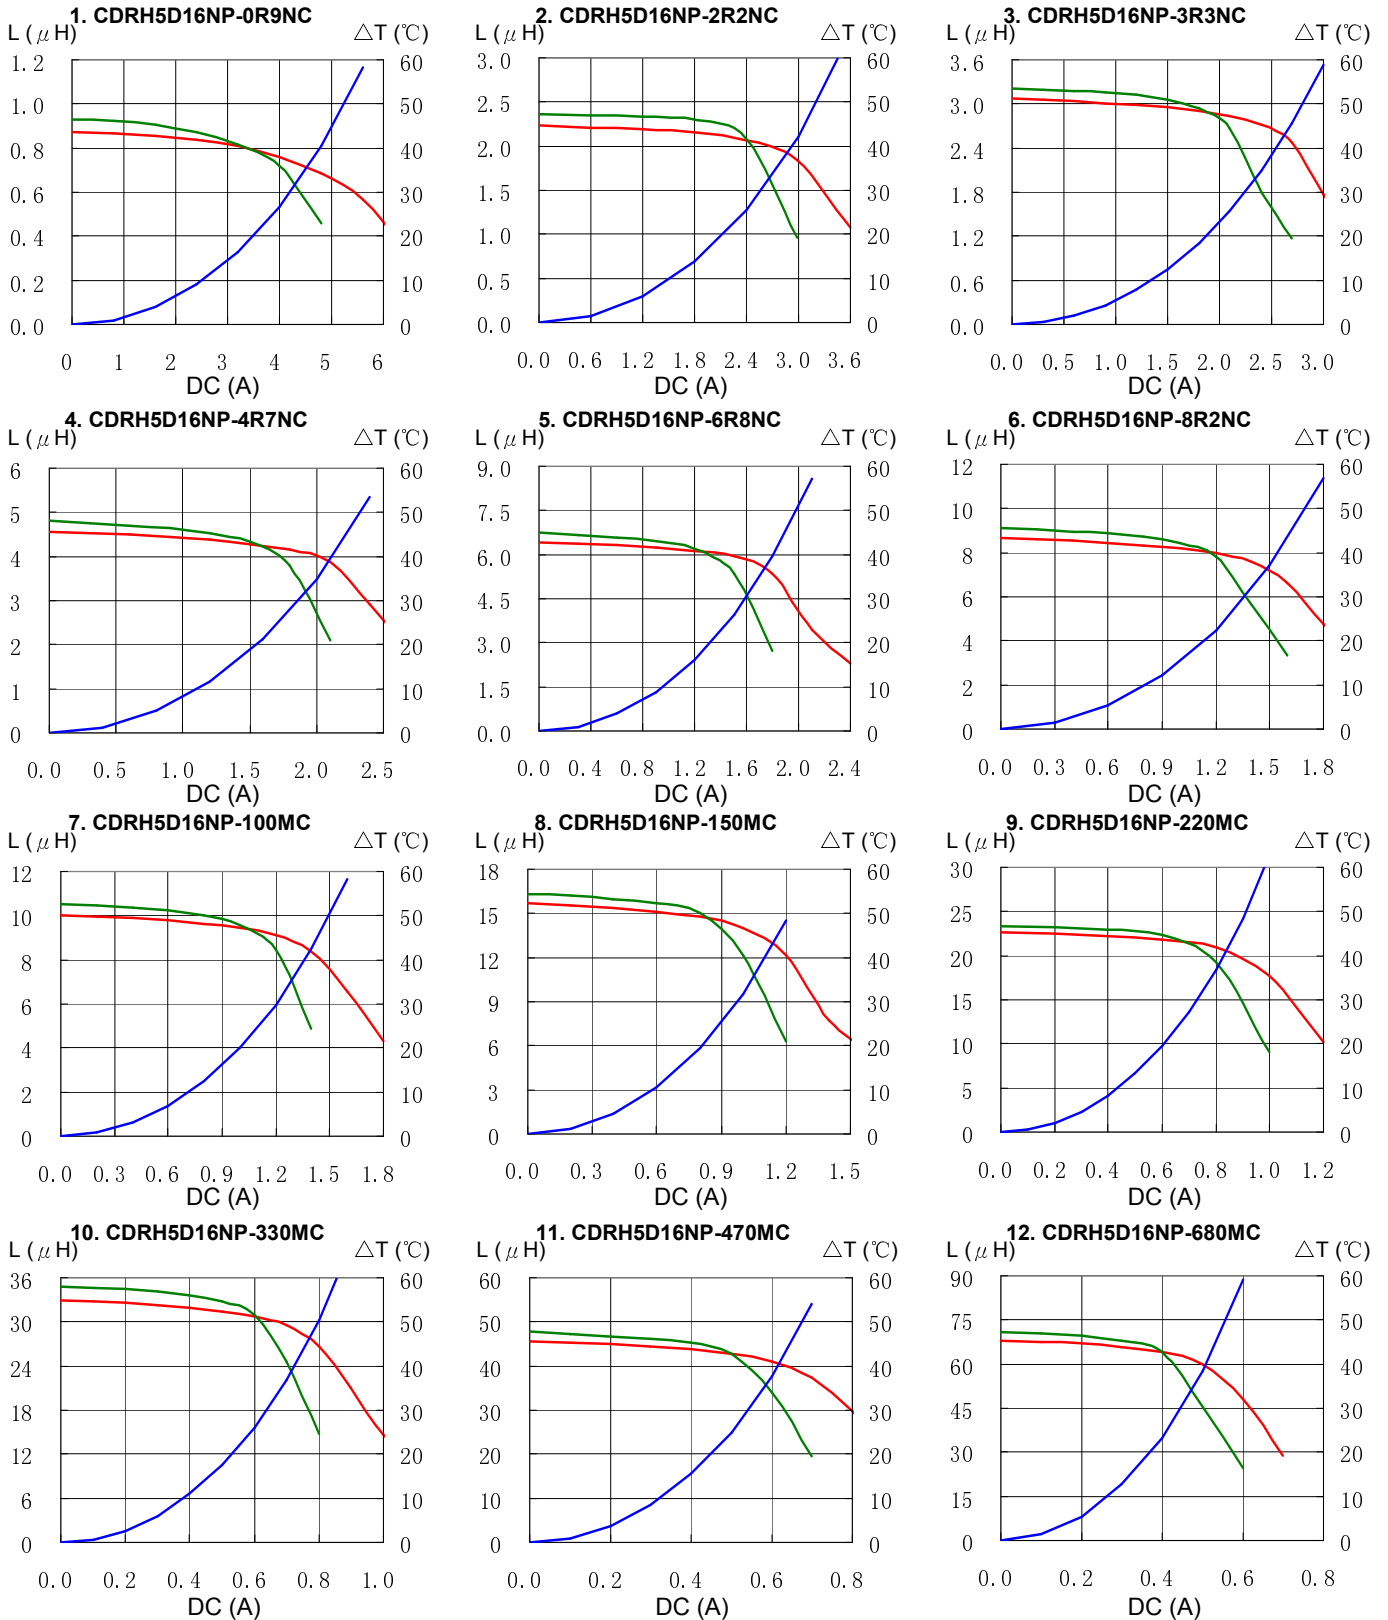 1. CDRH5D16NP-0R9NC
L (μH) △T (℃)
1.2 60
1.0 50
0.8 40
0.6 30
0.4 20
0.2 10
0.0 0
0 1 2 3 4 5 6
DC (A)
2. CDRH5D16NP-2R2NC
L (μH) △T (℃)
3.0 60
2.5 50
2.0 40
1.5 30
1.0 20
0.5 10
0.0 0
0.0 0.6 1.2 1.8 2.4 3.0 3.6
DC (A)
3. CDRH5D16NP-3R3NC
L (μH) △T (℃)
3.6 60
3.0 50
2.4 40
1.8 30
1.2 20
0.6 10
0.0 0
0.0 0.5 1.0 1.5 2.0 2.5 3.0
DC (A)
4. CDRH5D16NP-4R7NC
L (μH) △T (℃)
6 60
5 50
4 40
3 30
2 20
1 10
0 0
0.0 0.5 1.0 1.5 2.0 2.5
DC (A)
5. CDRH5D16NP-6R8NC
L (μH) △T (℃)
9.0 60
7.5 50
6.0 40
4.5 30
3.0 20
1.5 10
0.0 0
0.0 0.4 0.8 1.2 1.6 2.0 2.4
DC (A)
6. CDRH5D16NP-8R2NC
L (μH) △T (℃)
12 60
10 50
8 40
6 30
4 20
2 10
0 0
0.0 0.3 0.6 0.9 1.2 1.5 1.8
DC (A)
7. CDRH5D16NP-100MC
L (μH) △T (℃)
12 60
10 50
8 40
6 30
4 20
2 10
0 0
0.0 0.3 0.6 0.9 1.2 1.5 1.8
DC (A)
8. CDRH5D16NP-150MC
L (μH) △T (℃)
18 60
15 50
12 40
9 30
6 20
3 10
0 0
0.0 0.3 0.6 0.9 1.2 1.5
DC (A)
9. CDRH5D16NP-220MC
L (μH) △T (℃)
30 60
25 50
20 40
15 30
10 20
5 10
0 0
0.0 0.2 0.4 0.6 0.8 1.0 1.2
DC (A)
10. CDRH5D16NP-330MC
L (μH) △T (℃)
36 60
30 50
24 40
18 30
12 20
6 10
0 0
0.0 0.2 0.4 0.6 0.8 1.0
DC (A)
11. CDRH5D16NP-470MC
L (μH) △T (℃)
60 60
50 50
40 40
30 30
20 20
10 10
0 0
0.0 0.2 0.4 0.6 0.8
DC (A)
12. CDRH5D16NP-680MC
L (μH) △T (℃)
90 60
75 50
60 40
45 30
30 20
15 10
0 0
0.0 0.2 0.4 0.6 0.8
DC (A)